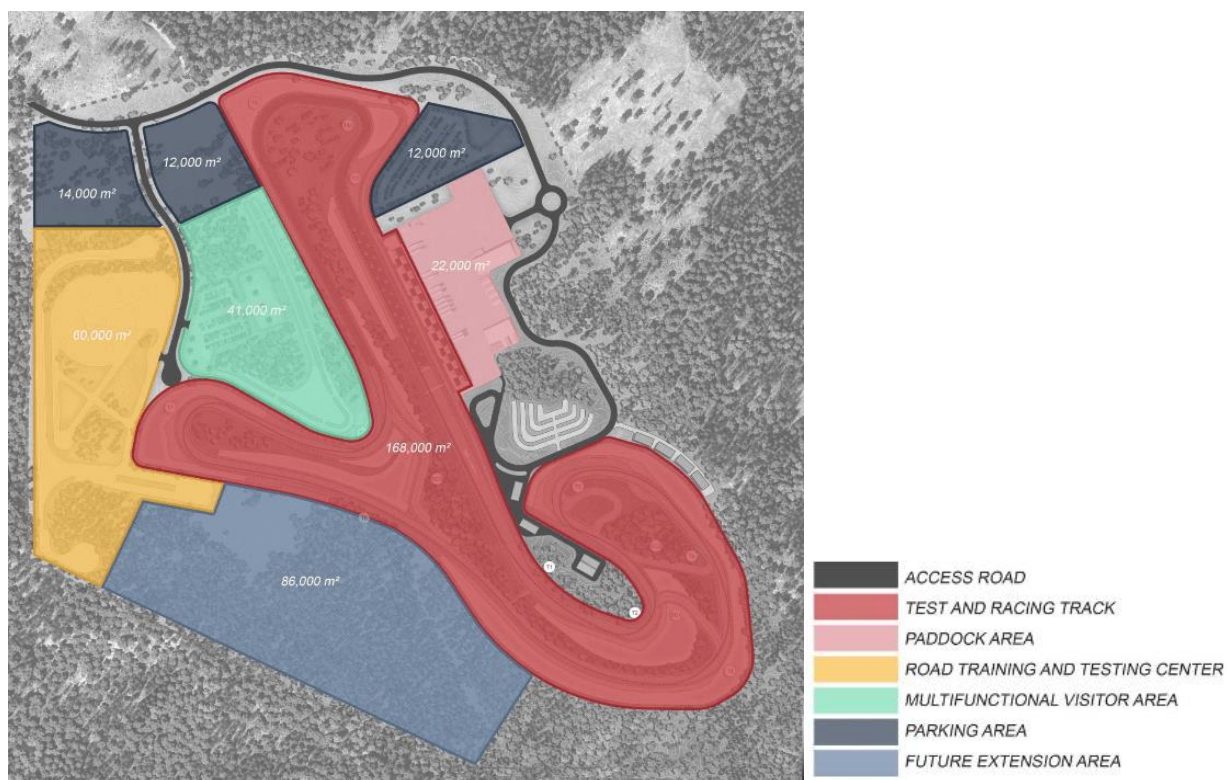 12,000 m²
12,000 m²
14,000 m²
22,000 m²
41,000 m²
60,000 m²
168,000 m²
T1
86,000 m²
T2
ACCESS ROAD
TEST AND RACING TRACK
PADDOCK AREA
ROAD TRAINING AND TESTING CENTER
MULTIFUNCTIONAL VISITOR AREA
PARKING AREA
FUTURE EXTENSION AREA